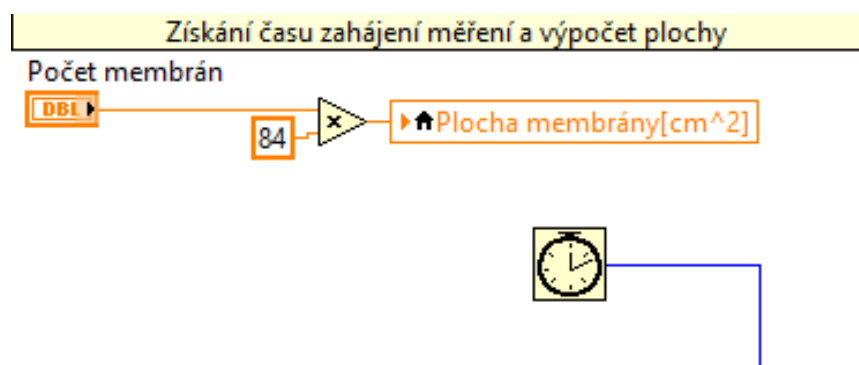 Získání času zahájení měření a výpočet plochy
Počet membrán
DBL
84
Plocha membrány[cm^2]